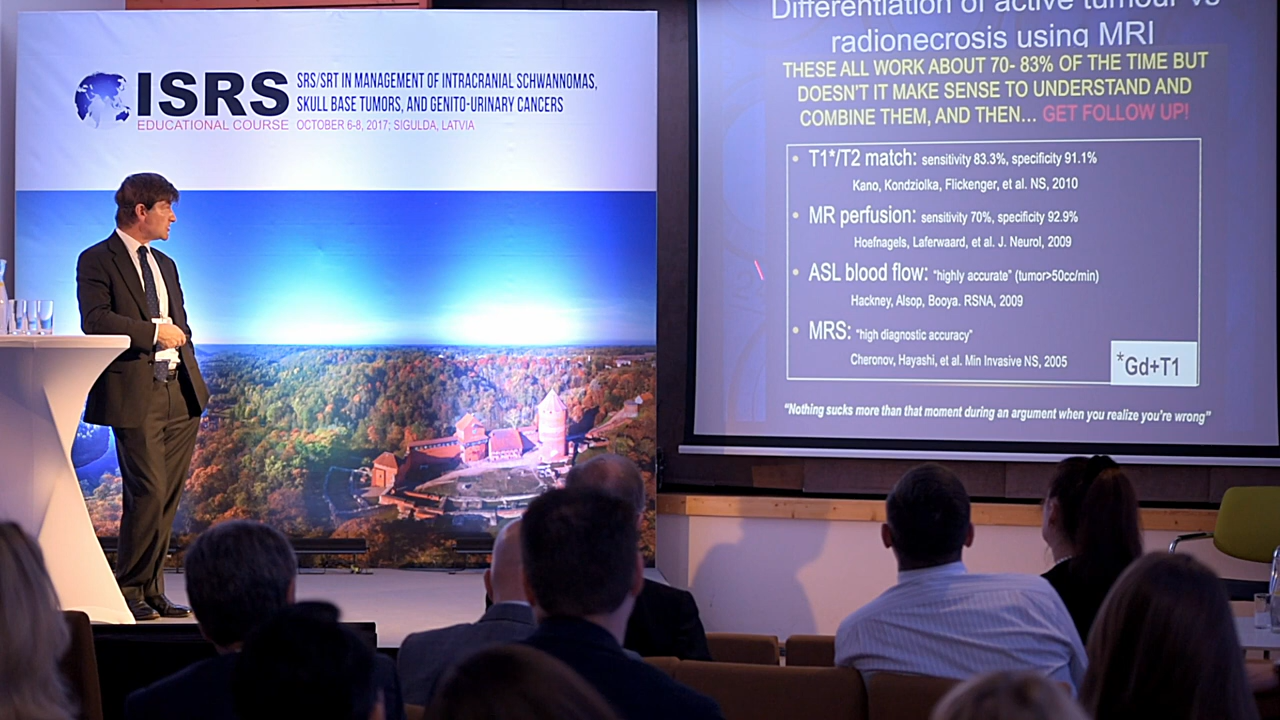 ISRS
EDUCATIONAL COURSE
SRS/SRT IN MANAGEMENT OF INTRACRANIAL SCHWANNOMAS,
SKULL BASE TUMORS, AND GENITO-URINARY CANCERS
OCTOBER 6-8, 2017; SIGULDA, LATVIA
Differentiation of active tumour vs
radionecrosis using MRI
THESE ALL WORK ABOUT 70- 83% OF THE TIME BUT
DOESN'T IT MAKE SENSE TO UNDERSTAND AND
COMBINE THEM, AND THEN... GET FOLLOW UP!
• T1*/T2 match: sensitivity 83.3%, specificity 91.1%
Kano, Kondziolka, Flickenger, et al. NS, 2010
• MR perfusion: sensitivity 70%, specificity 92.9%
Hoefnagels, Laferwaard, et al. J. Neurol, 2009
• ASL blood flow: "highly accurate" (tumor>50cc/min)
Hackney, Alsop, Booya. RSNA, 2009
• MRS: "high diagnostic accuracy"
Cheronov, Hayashi, et al. Min Invasive NS, 2005
*Gd+T1
"Nothing sucks more than that moment during an argument when you realize you're wrong"